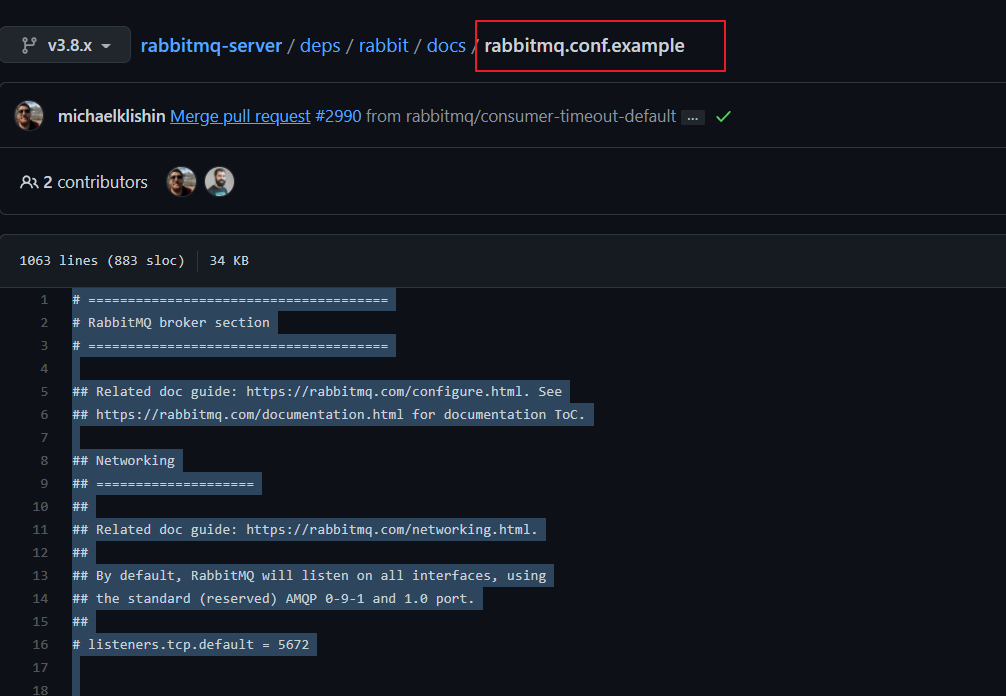 v3.8.x rabbitmq-server / deps / rabbit / docs / rabbitmq.conf.example
michaelklishin Merge pull request #2990 from rabbitmq/consumer-timeout-default ...
2 contributors
1063 lines (883 sloc) 34 KB
1 # ======================================
2 # RabbitMQ broker section
3 # ======================================
4
5 ## Related doc guide: https://rabbitmq.com/configure.html. See
6 ## https://rabbitmq.com/documentation.html for documentation ToC.
7
8 ## Networking
9 ## ====================
10 ##
11 ## Related doc guide: https://rabbitmq.com/networking.html.
12 ##
13 ## By default, RabbitMQ will listen on all interfaces, using
14 ## the standard (reserved) AMQP 0-9-1 and 1.0 port.
15 ##
16 # listeners.tcp.default = 5672
17
18